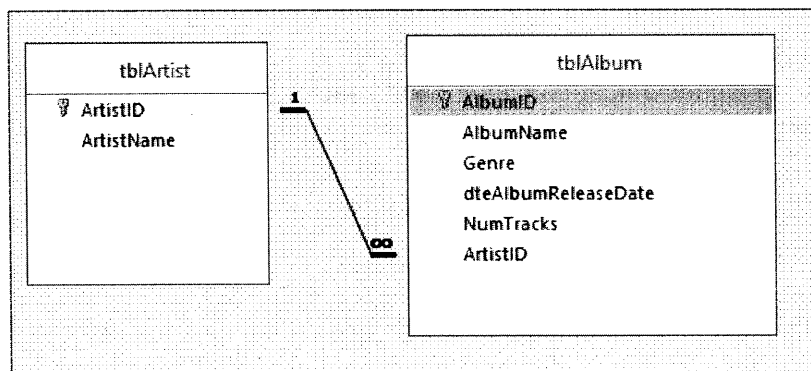 tblArtist
ArtistID
ArtistName
1
∞
tblAlbum
AlbumID
AlbumName
Genre
dteAlbumReleaseDate
NumTracks
ArtistID